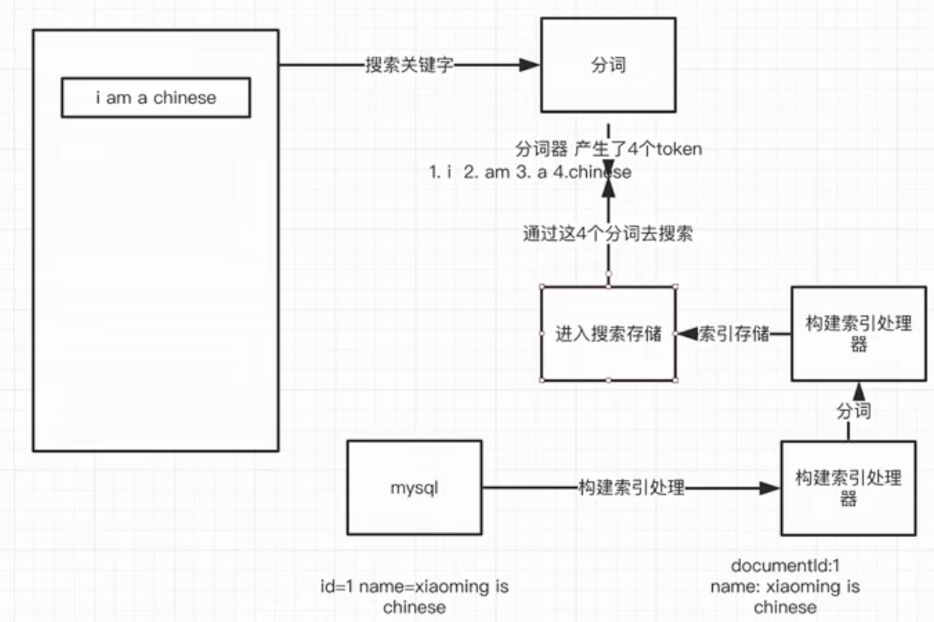 i am a chinese
搜索关键字
分词
分词器 产生了4个token
1. i 2. am 3. a 4.chinese
通过这4个分词去搜索
进入搜索存储
索引存储
构建索引处理
器
分词
mysql
构建索引处理
构建索引处理
器
id=1 name=xiaoming is
chinese
documentId:1
name: xiaoming is
chinese